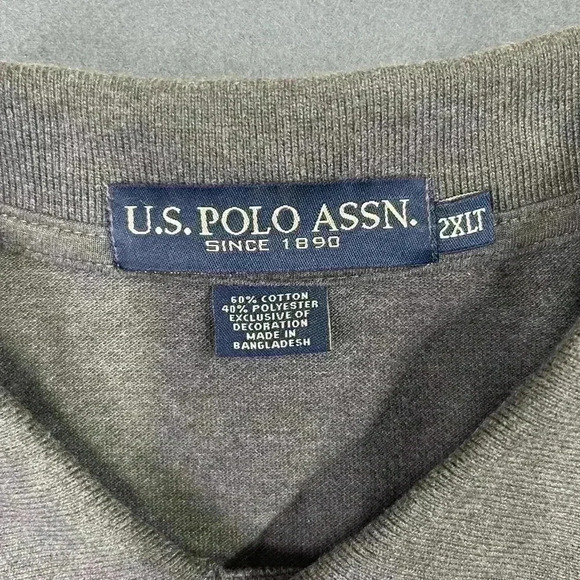 U.S. POLO ASSN.
SINCE 1890
2XLT
60% COTTON
40% POLYESTER
EXCLUSIVE OF
DECORATION
MADE IN
BANGLADESH